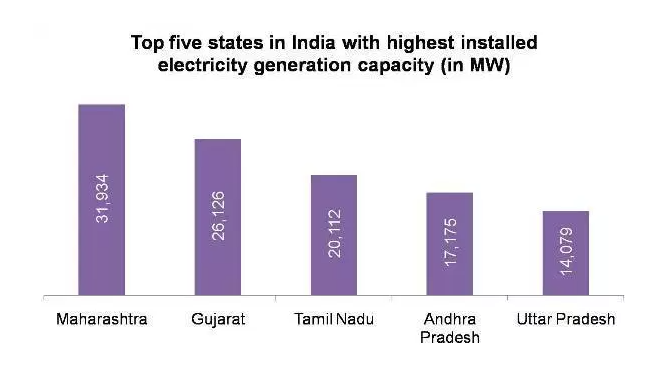 Top five states in India with highest installed
electricity generation capacity (in MW)
31,934
26,126
20,112
17,175
14,079
Maharashtra
Gujarat
Tamil Nadu
Andhra
Pradesh
Uttar Pradesh